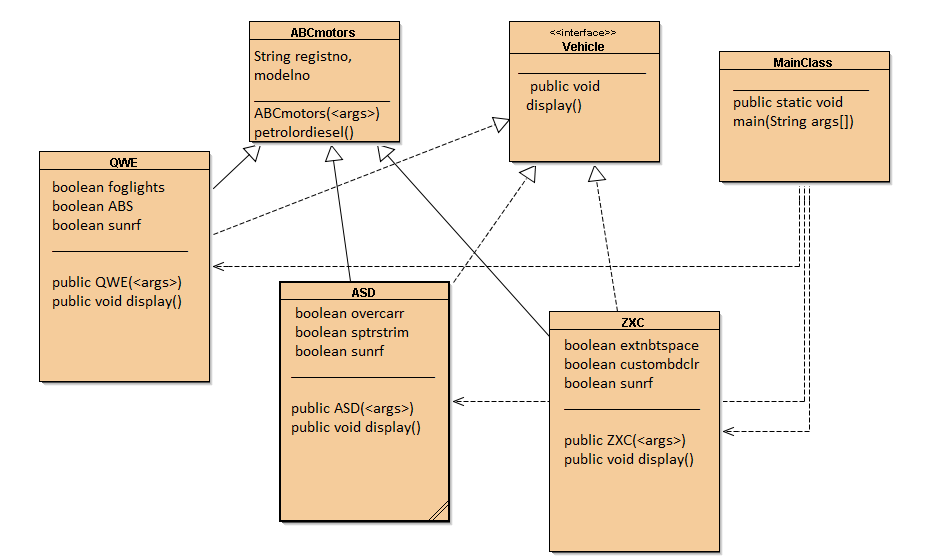 ABCmotors
String registno,
modelno
ABCmotors(<args>)
petrolordiesel()
<<interface>>
Vehicle
public void
display()
MainClass
public static void
main(String args[])
QWE
boolean foglights
boolean ABS
boolean sunrf
public QWE(<args>)
public void display()
ASD
boolean overcarr
boolean sptrstrim
boolean sunrf
public ASD(<args>)
public void display()
ZXC
boolean extnbtspace
boolean custombdclr
boolean sunrf
public ZXC(<args>)
public void display()